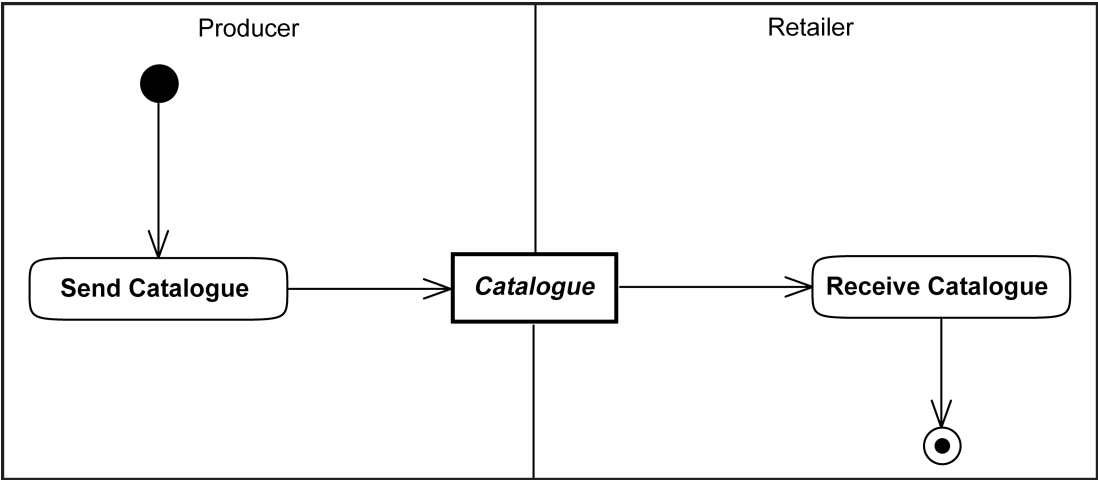 Producer
Retailer
Send Catalogue
Catalogue
Receive Catalogue